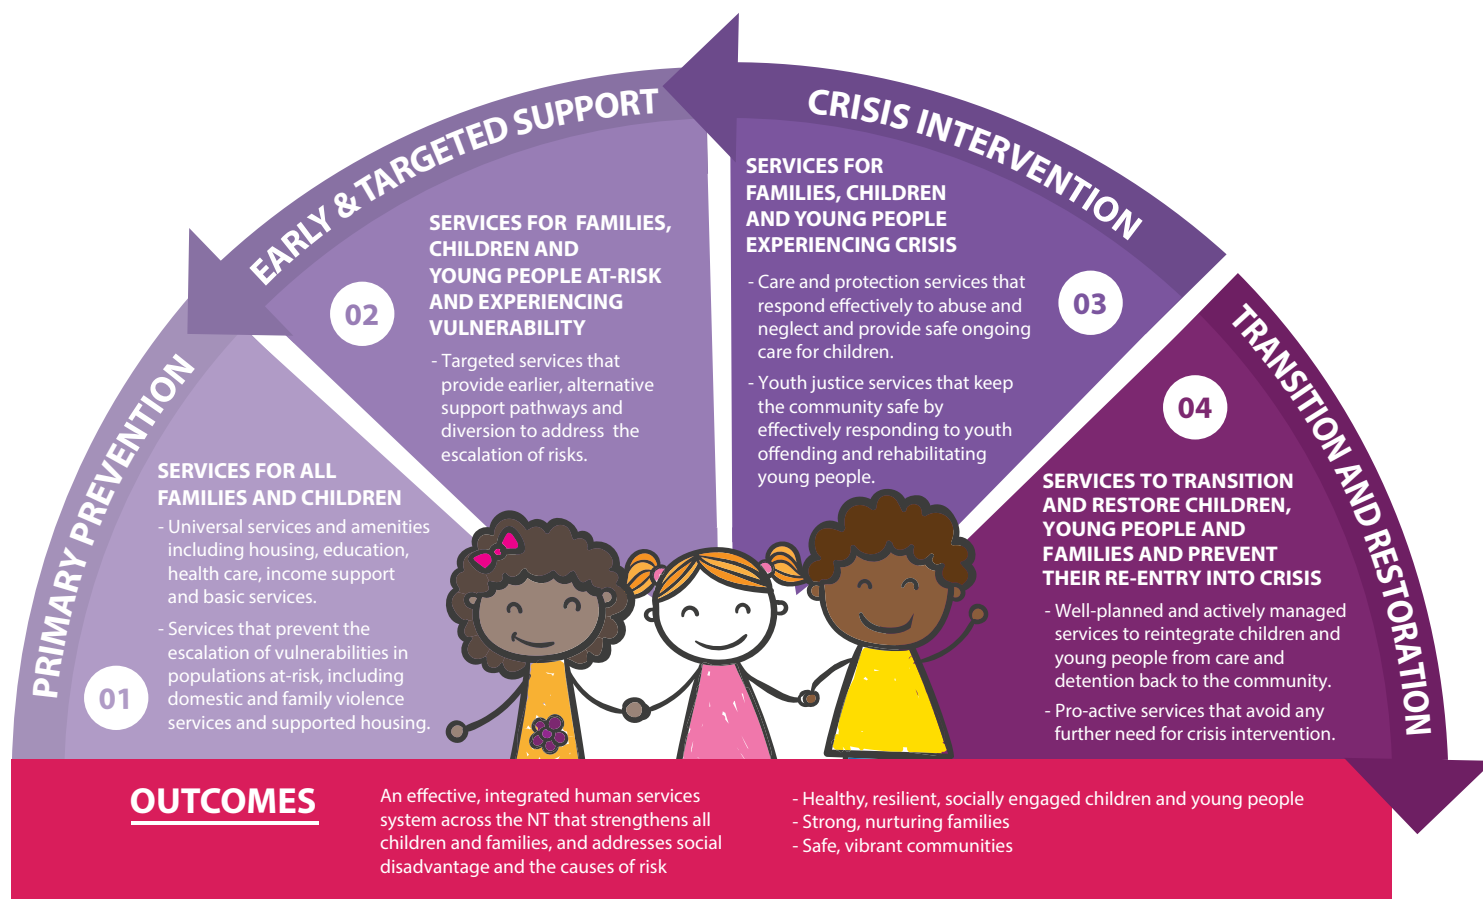 PRIMARY PREVENTION
01
SERVICES FOR ALL
FAMILIES AND CHILDREN
- Universal services and amenities
including housing, education,
health care, income support
and basic services.
- Services that prevent the
escalation of vulnerabilities in
populations at-risk, including
domestic and family violence
services and supported housing.
EARLY & TARGETED SUPPORT
02
SERVICES FOR FAMILIES,
CHILDREN AND
YOUNG PEOPLE AT-RISK
AND EXPERIENCING
VULNERABILITY
- Targeted services that
provide earlier, alternative
support pathways and
diversion to address the
escalation of risks.
CRISIS INTERVENTION
03
SERVICES FOR
FAMILIES, CHILDREN
AND YOUNG PEOPLE
EXPERIENCING CRISIS
- Care and protection services that
respond effectively to abuse and
neglect and provide safe ongoing
care for children.
- Youth justice services that keep
the community safe by
effectively responding to youth
offending and rehabilitating
young people.
TRANSITION AND RESTORATION
04
SERVICES TO TRANSITION
AND RESTORE CHILDREN,
YOUNG PEOPLE AND
FAMILIES AND PREVENT
THEIR RE-ENTRY INTO CRISIS
- Well-planned and actively managed
services to reintegrate children and
young people from care and
detention back to the community.
- Pro-active services that avoid any
further need for crisis intervention.
OUTCOMES
An effective, integrated human services
system across the NT that strengthens all
children and families, and addresses social
disadvantage and the causes of risk
- Healthy, resilient, socially engaged children and young people
- Strong, nurturing families
- Safe, vibrant communities